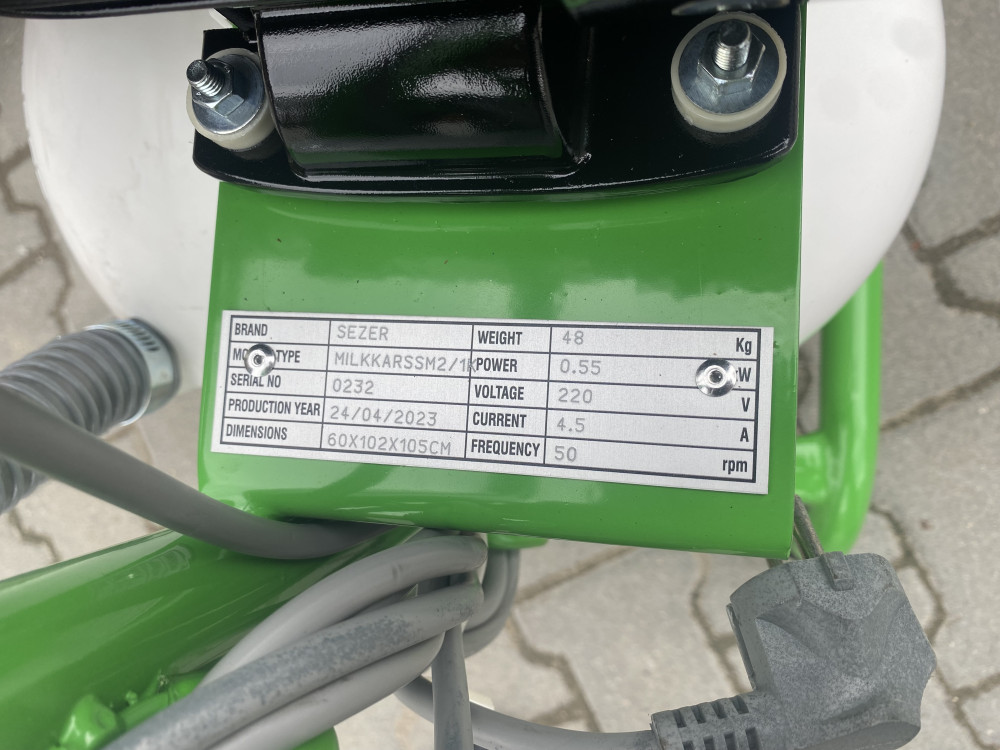 BRAND SEZER WEIGHT 48 Kg
TYPE MILKKARSSM2/1K POWER 0.55 W
SERIAL NO 0232 VOLTAGE 220 V
PRODUCTION YEAR 24/04/2023 CURRENT 4.5 A
DIMENSIONS 60X102X105CM FREQUENCY 50 rpm